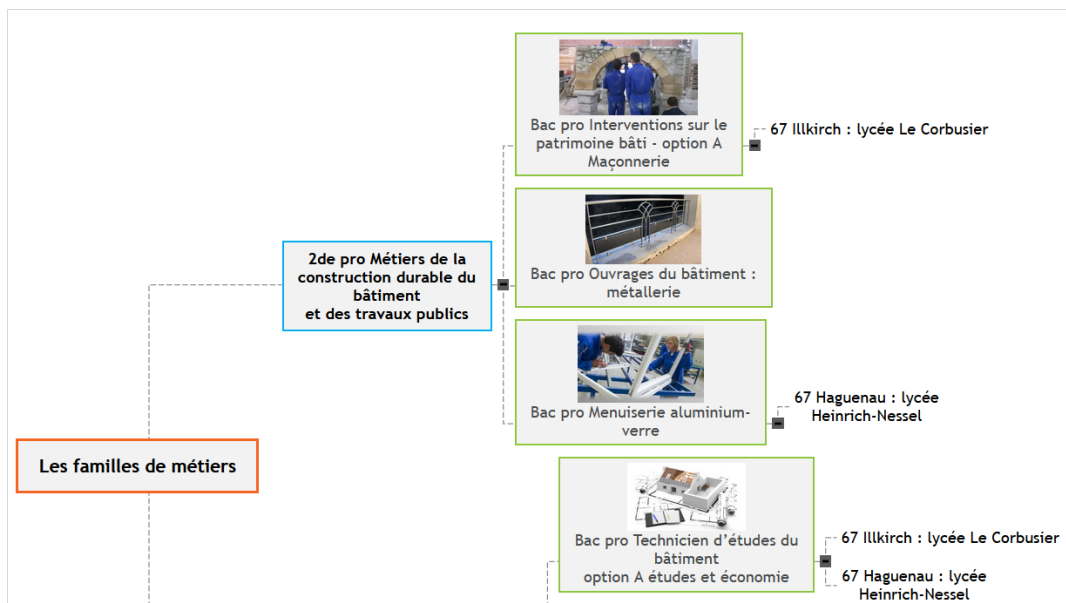 Bac pro Interventions sur le
patrimoine bâti - option A
Maçonnerie
67 Illkirch : lycée Le Corbusier
2de pro Métiers de la
construction durable du
bâtiment
et des travaux publics
Bac pro Ouvrages du bâtiment :
métallerie
Bac pro Menuiserie aluminium-
verre
67 Haguenau : lycée
Heinrich-Nessel
Les familles de métiers
Bac pro Technicien d’études du
bâtiment
option A études et économie
67 Illkirch : lycée Le Corbusier
67 Haguenau : lycée
Heinrich-Nessel